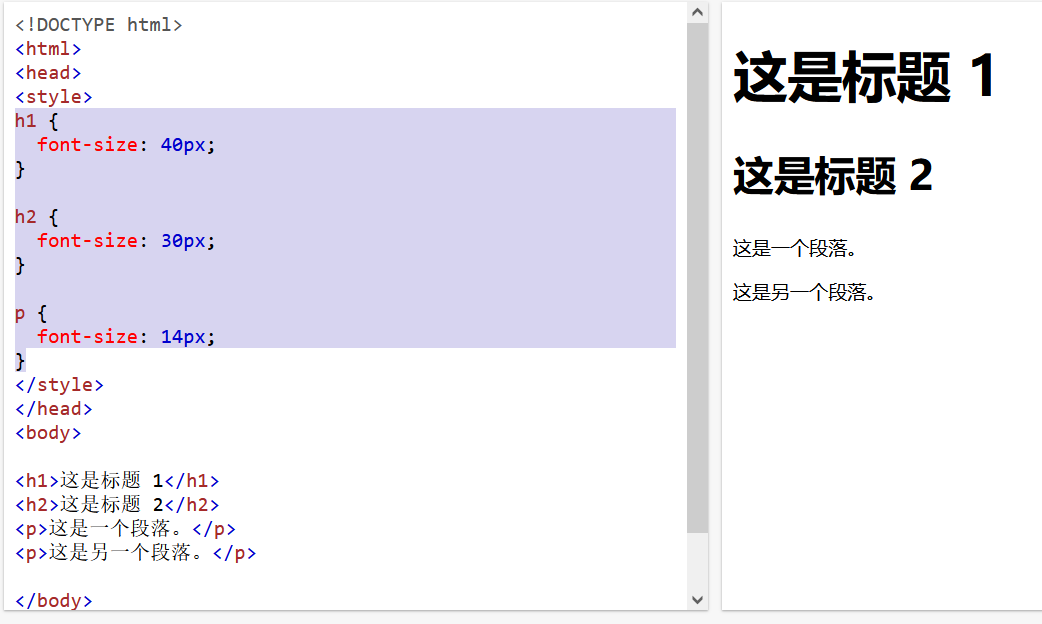 <!DOCTYPE html>
<html>
<head>
<style>
h1 {
  font-size: 40px;
}

h2 {
  font-size: 30px;
}

p {
  font-size: 14px;
}
</style>
</head>
<body>

<h1>这是标题 1</h1>
<h2>这是标题 2</h2>
<p>这是一个段落。</p>
<p>这是另一个段落。</p>

</body>
这是标题 1
这是标题 2
这是一个段落。
这是另一个段落。